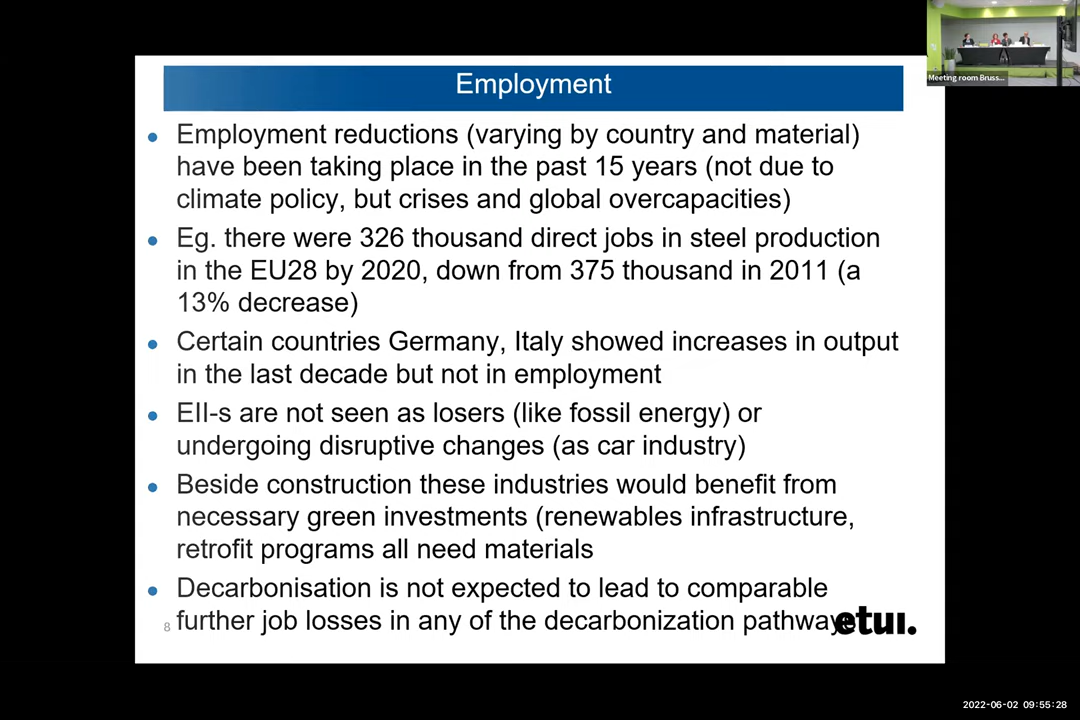 Meeting room Bruss...
Employment
• Employment reductions (varying by country and material)
have been taking place in the past 15 years (not due to
climate policy, but crises and global overcapacities)
• Eg. there were 326 thousand direct jobs in steel production
in the EU28 by 2020, down from 375 thousand in 2011 (a
13% decrease)
• Certain countries Germany, Italy showed increases in output
in the last decade but not in employment
• EII-s are not seen as losers (like fossil energy) or
undergoing disruptive changes (as car industry)
• Beside construction these industries would benefit from
necessary green investments (renewables infrastructure,
retrofit programs all need materials
• Decarbonisation is not expected to lead to comparable
further job losses in any of the decarbonization pathway
8
etui.
2022-06-02 09:55:28